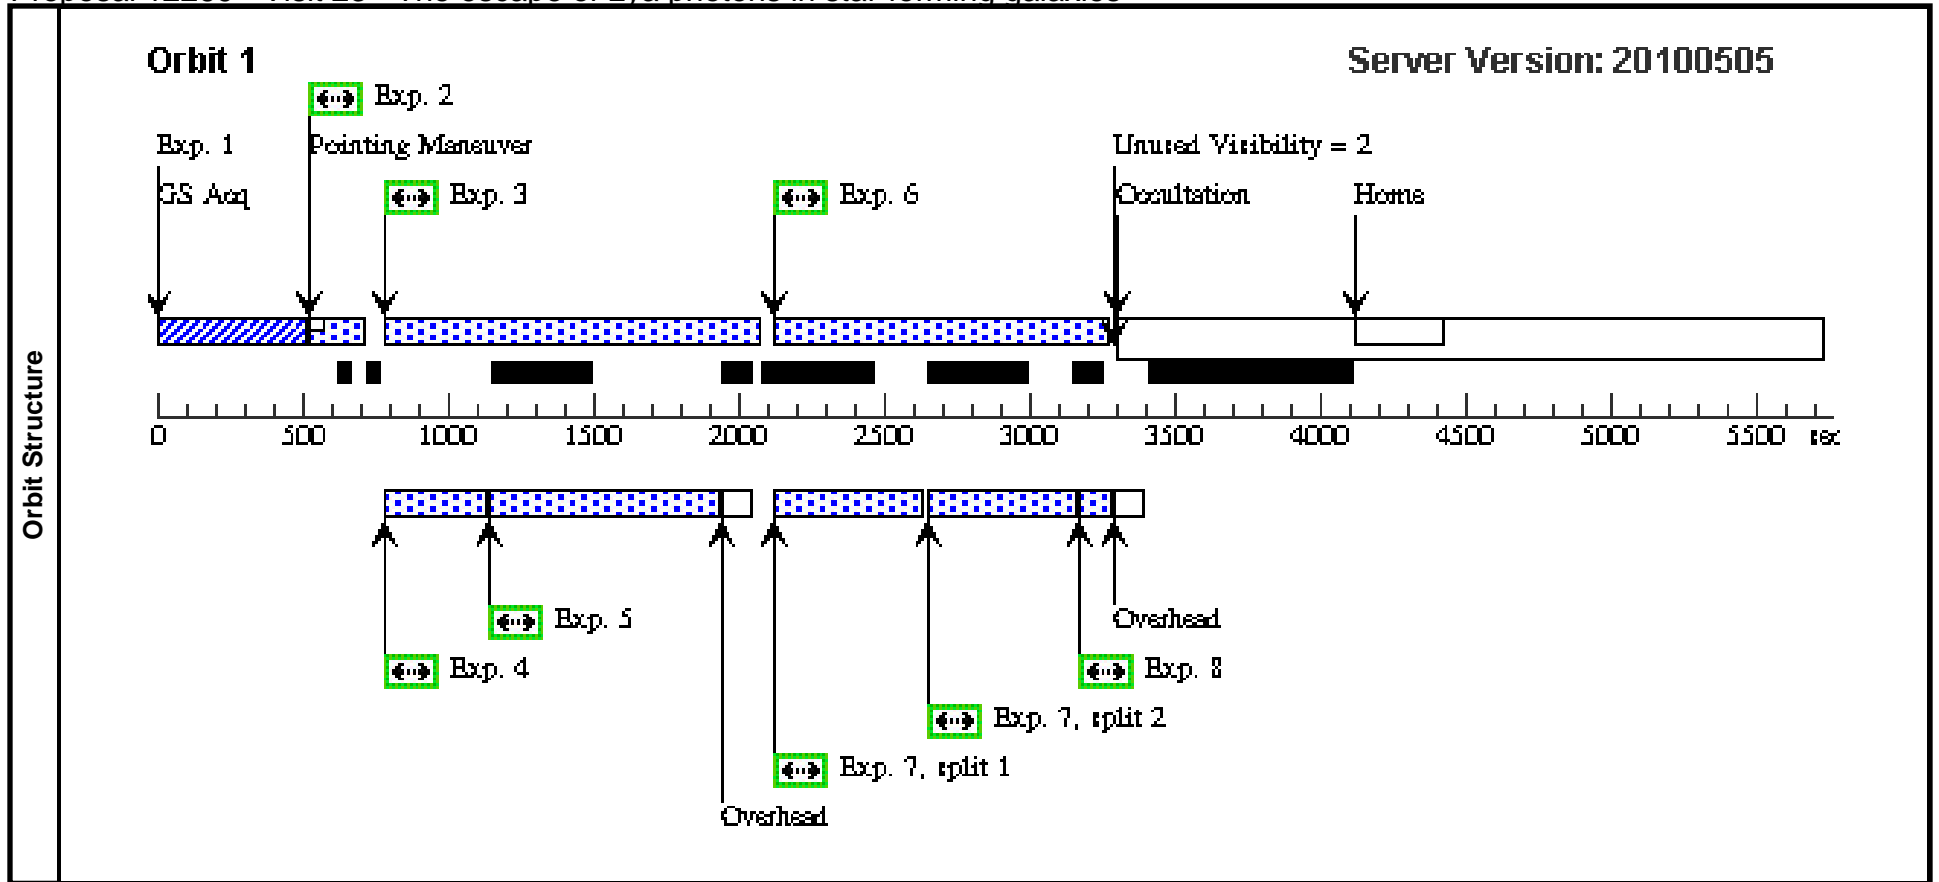 Orbit 1
Server Version: 20100505
Exp. 2
Exp. 1
Pointing Maneuver
Unused Visibility = 2
GS Acq
Exp. 3
Exp. 6
Occultation
Home
0 500 1000 1500 2000 2500 3000 3500 4000 4500 5000 5500 sec
Orbit Structure
Exp. 5
Overhead
Exp. 4
Exp. 8
Exp. 7, split 2
Exp. 7, split 1
Overhead